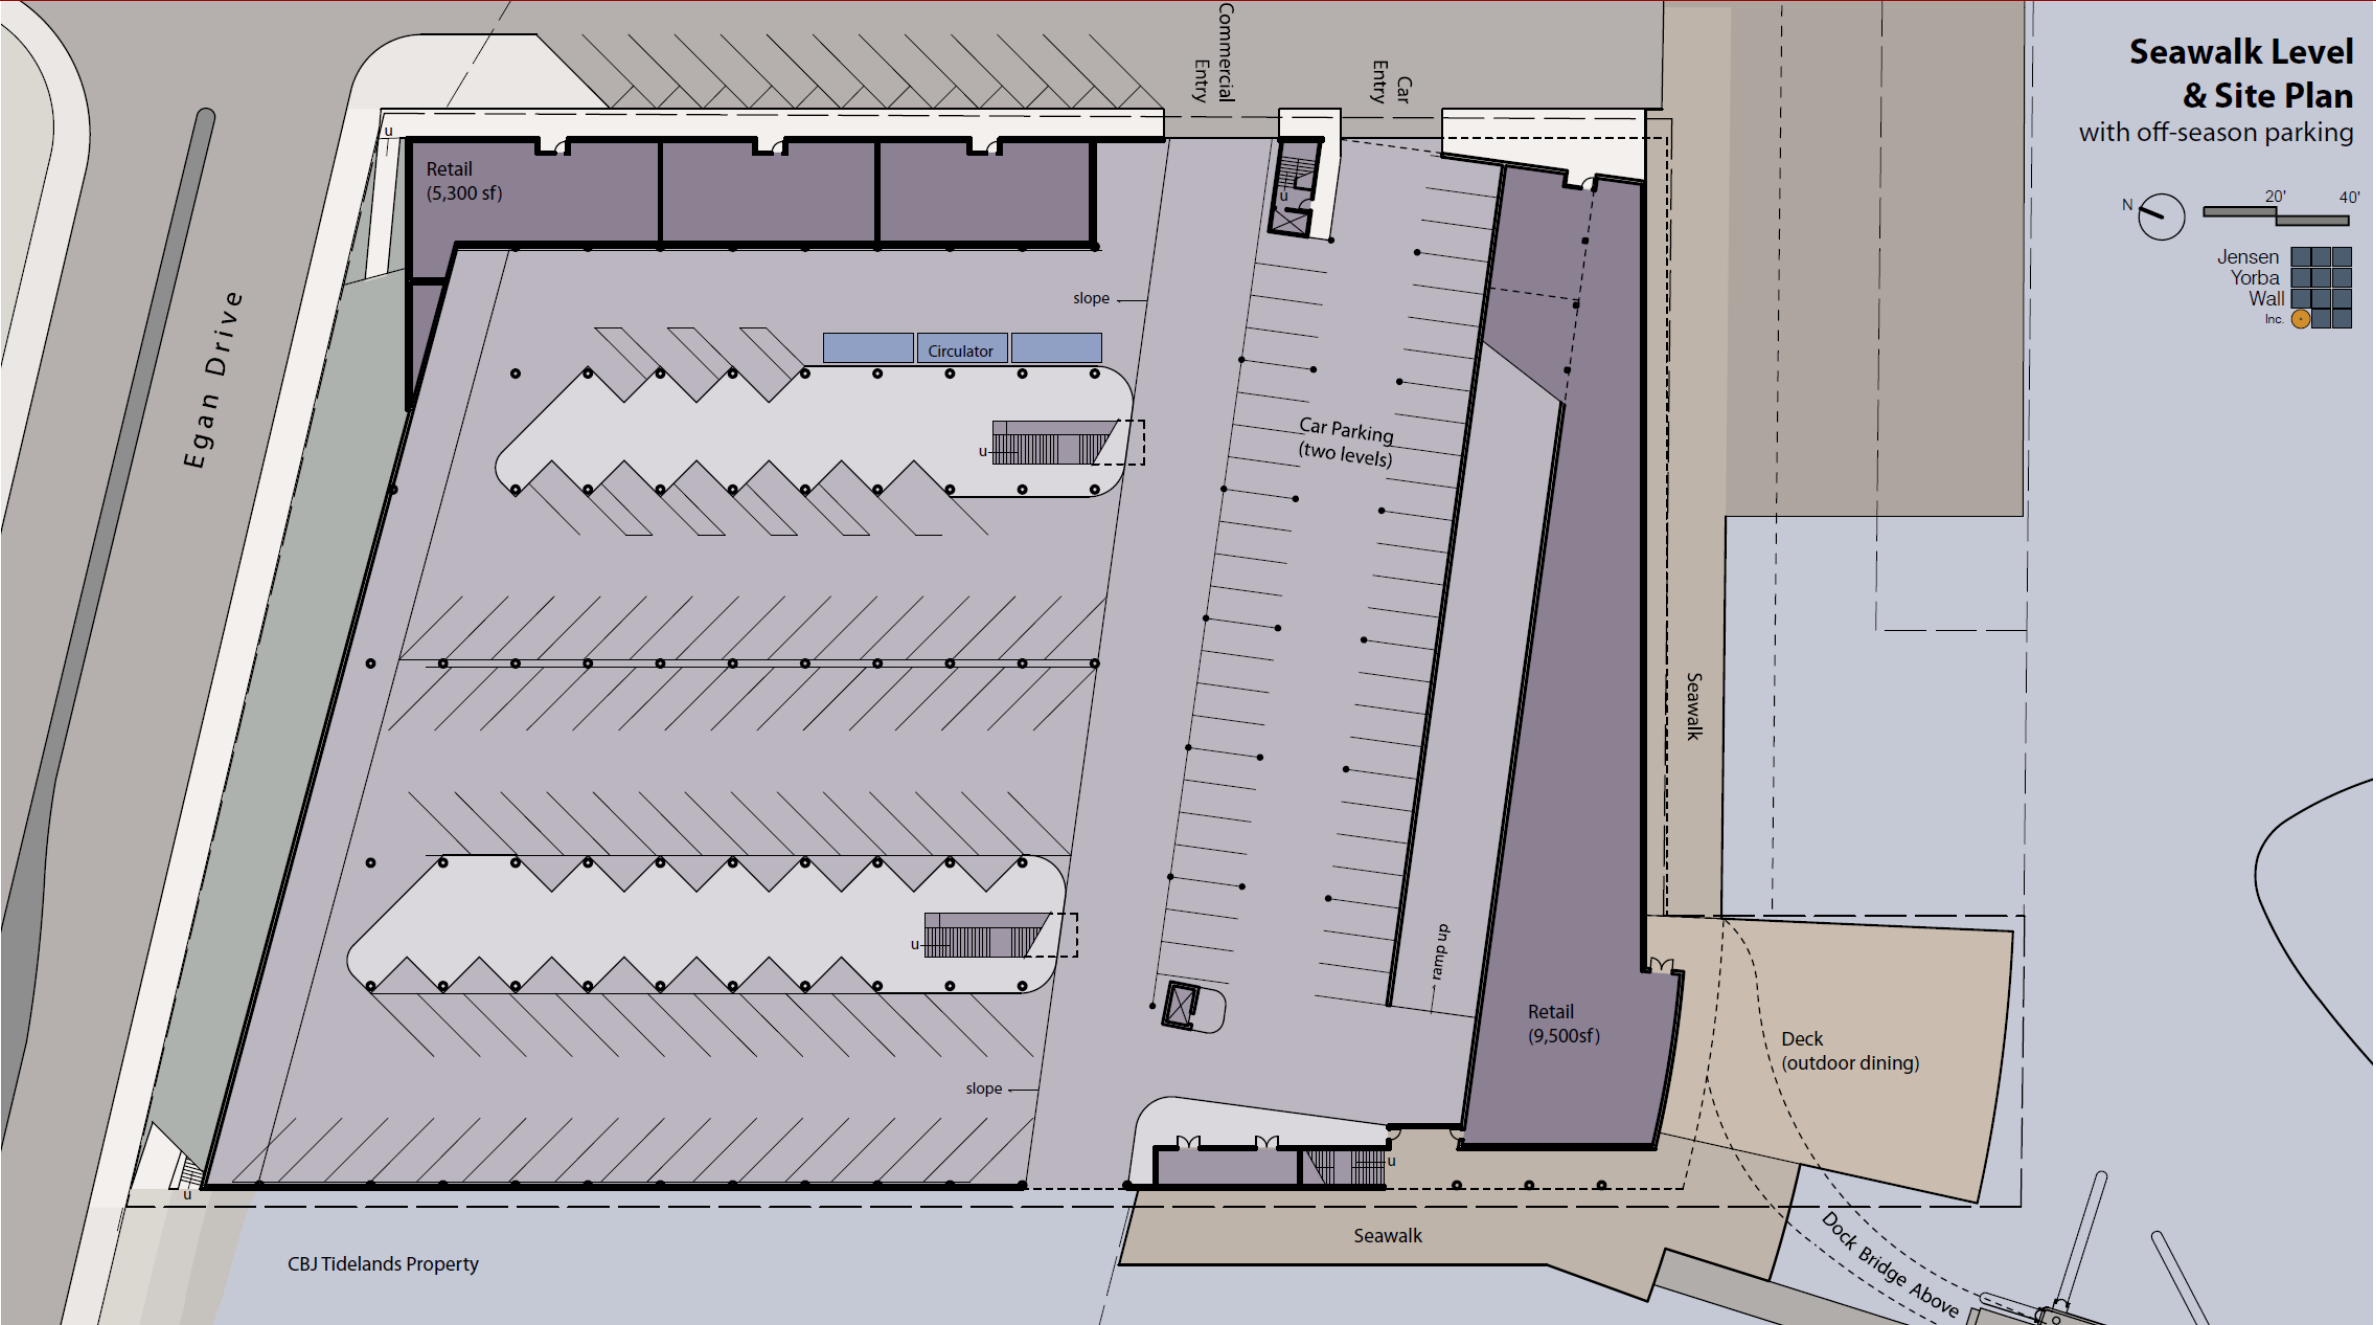 Seawalk Level
& Site Plan
with off-season parking
N
20'
40'
Jensen
Yorba
Wall
Inc.
Commercial
Entry
Car
Entry
u
Retail
(5,300 sf)
u
slope
Egan Drive
Circulator
Car Parking
(two levels)
u
Seawalk
u
ramp up
Retail
(9,500sf)
Deck
(outdoor dining)
slope
u
u
Seawalk
Dock Bridge Above
CBJ Tidelands Property